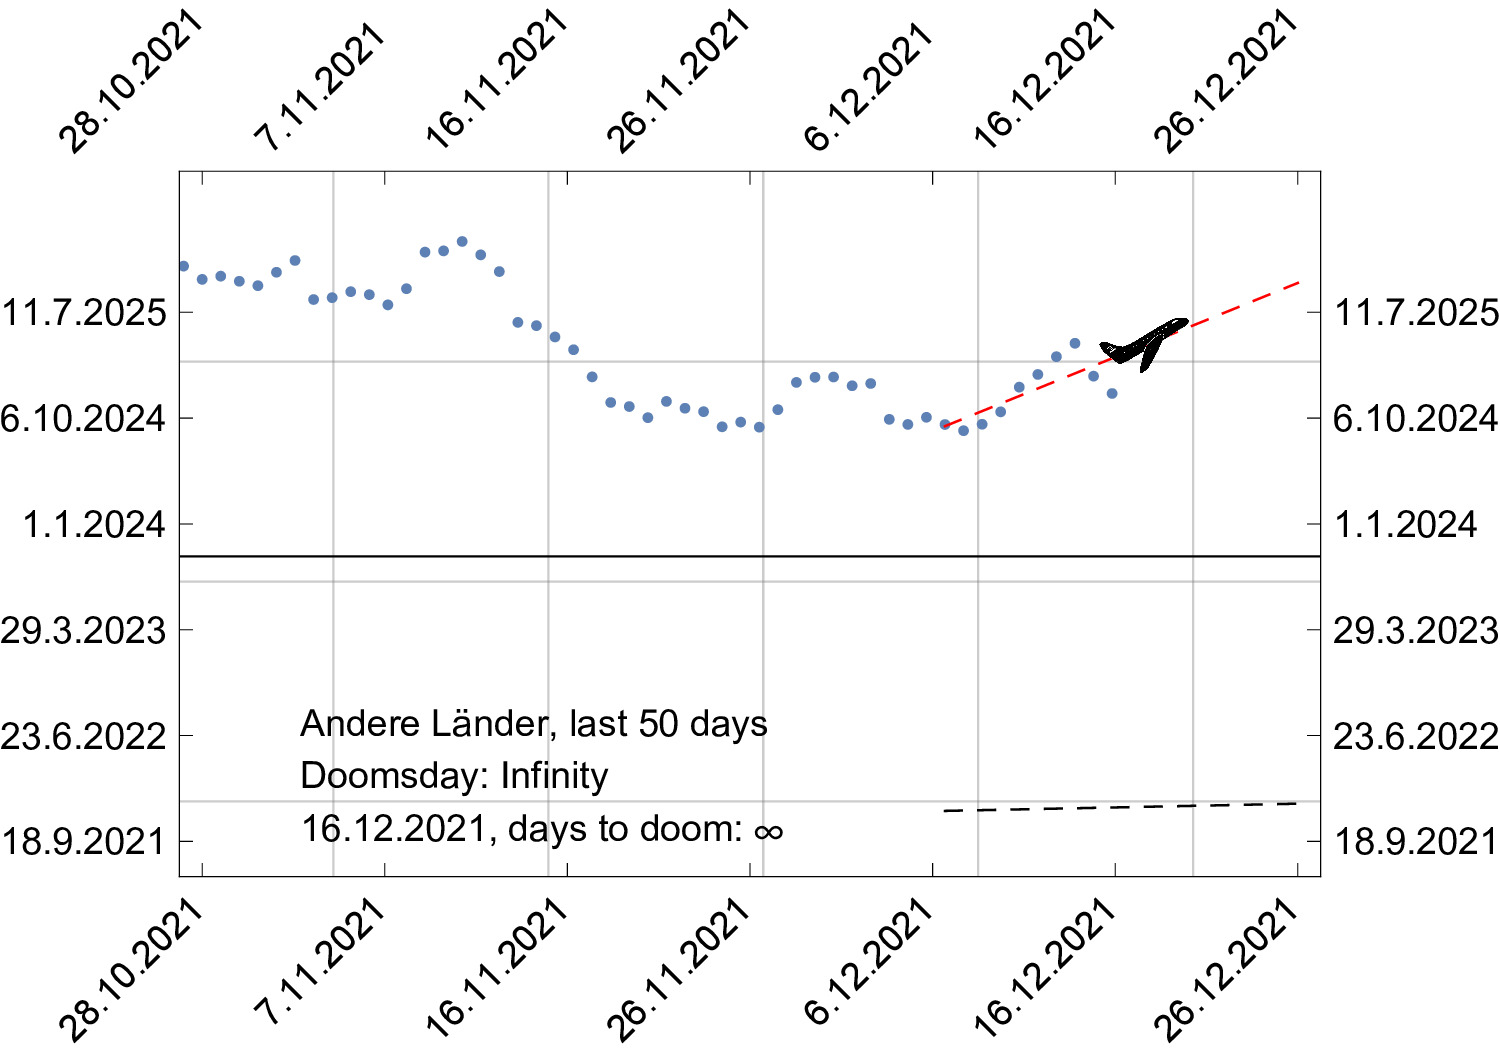 28.10.2021 7.11.2021 16.11.2021 26.11.2021 6.12.2021 16.12.2021 26.12.2021
11.7.2025 11.7.2025
6.10.2024 6.10.2024
1.1.2024 1.1.2024
29.3.2023 29.3.2023
Andere Länder, last 50 days
23.6.2022 23.6.2022
Doomsday: Infinity
16.12.2021, days to doom: ∞
18.9.2021 18.9.2021
28.10.2021 7.11.2021 16.11.2021 26.11.2021 6.12.2021 16.12.2021 26.12.2021